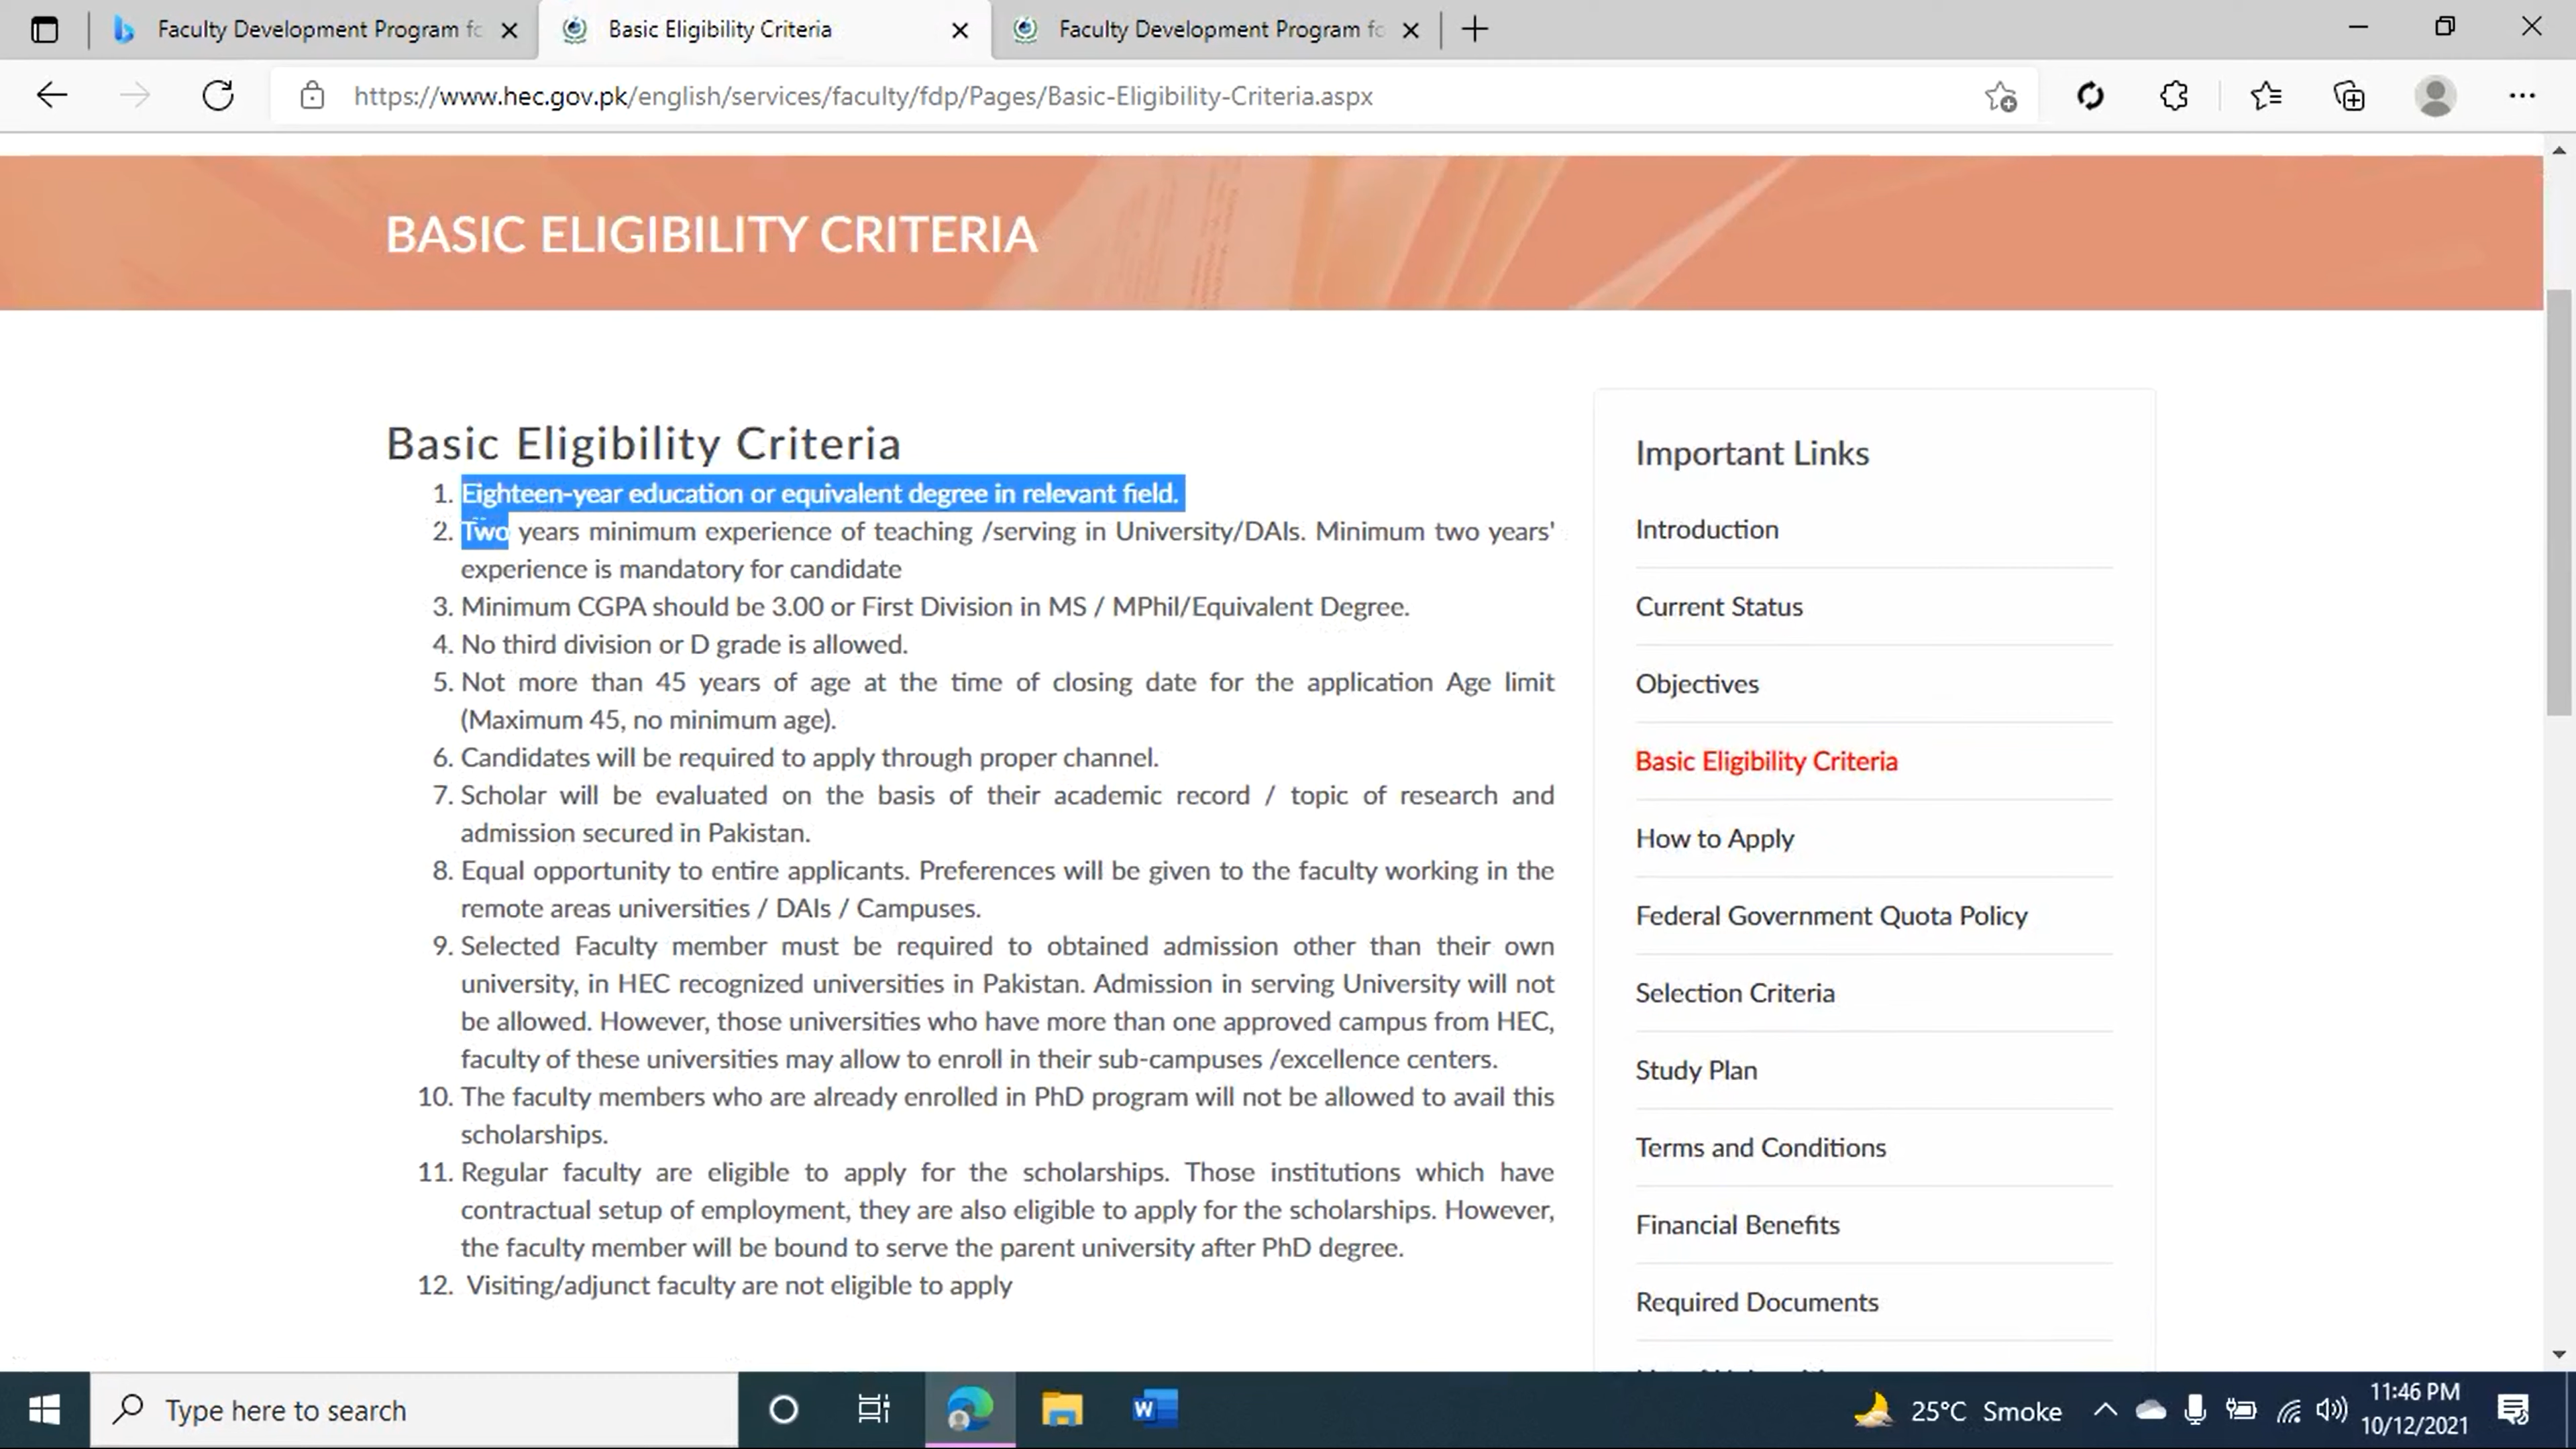 Faculty Development Program fo
Basic Eligibility Criteria
Faculty Development Program fo
https://www.hec.gov.pk/english/services/faculty/fdp/Pages/Basic-Eligibility-Criteria.aspx
BASIC ELIGIBILITY CRITERIA
Basic Eligibility Criteria
1. Eighteen-year education or equivalent degree in relevant field.
2. Two years minimum experience of teaching /serving in University/DAIs. Minimum two years'
experience is mandatory for candidate
3. Minimum CGPA should be 3.00 or First Division in MS / MPhil/Equivalent Degree.
4. No third division or D grade is allowed.
5. Not more than 45 years of age at the time of closing date for the application Age limit
(Maximum 45, no minimum age).
6. Candidates will be required to apply through proper channel.
7. Scholar will be evaluated on the basis of their academic record / topic of research and
admission secured in Pakistan.
8. Equal opportunity to entire applicants. Preferences will be given to the faculty working in the
remote areas universities / DAIs / Campuses.
9. Selected Faculty member must be required to obtained admission other than their own
university, in HEC recognized universities in Pakistan. Admission in serving University will not
be allowed. However, those universities who have more than one approved campus from HEC,
faculty of these universities may allow to enroll in their sub-campuses /excellence centers.
10. The faculty members who are already enrolled in PhD program will not be allowed to avail this
scholarships.
11. Regular faculty are eligible to apply for the scholarships. Those institutions which have
contractual setup of employment, they are also eligible to apply for the scholarships. However,
the faculty member will be bound to serve the parent university after PhD degree.
12. Visiting/adjunct faculty are not eligible to apply
Important Links
Introduction
Current Status
Objectives
Basic Eligibility Criteria
How to Apply
Federal Government Quota Policy
Selection Criteria
Study Plan
Terms and Conditions
Financial Benefits
Required Documents
Type here to search
W
25°C Smoke
11:46 PM
10/12/2021